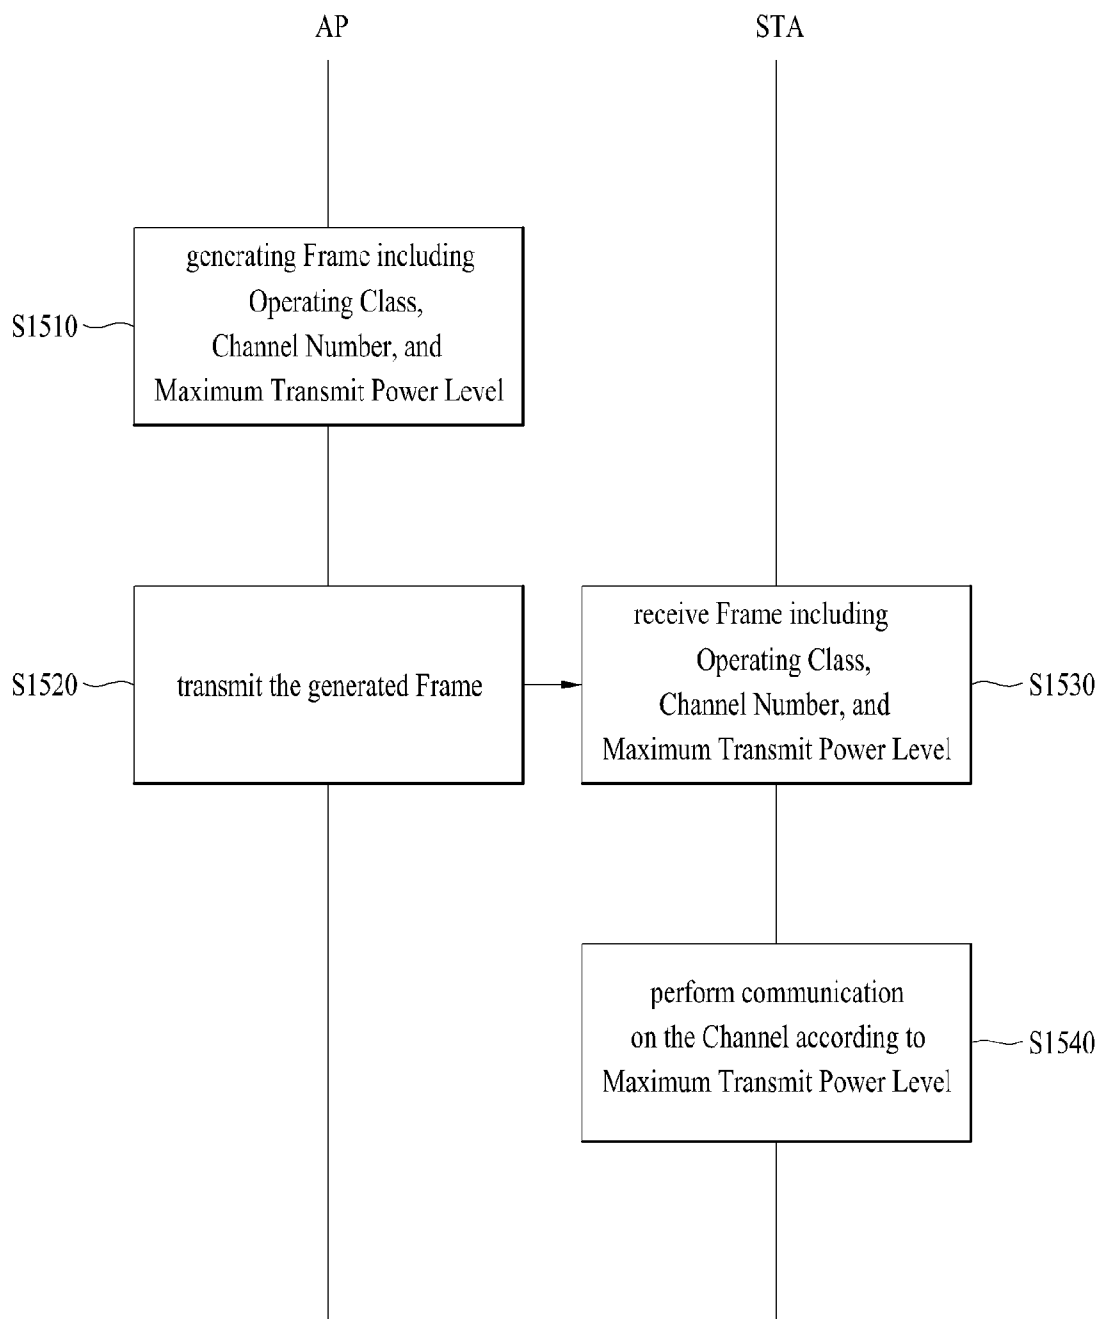 AP
STA
generating Frame including
Operating Class,
Channel Number, and
Maximum Transmit Power Level
S1510
S1520
transmit the generated Frame
receive Frame including
Operating Class,
Channel Number, and
Maximum Transmit Power Level
S1530
perform communication
on the Channel according to
Maximum Transmit Power Level
S1540